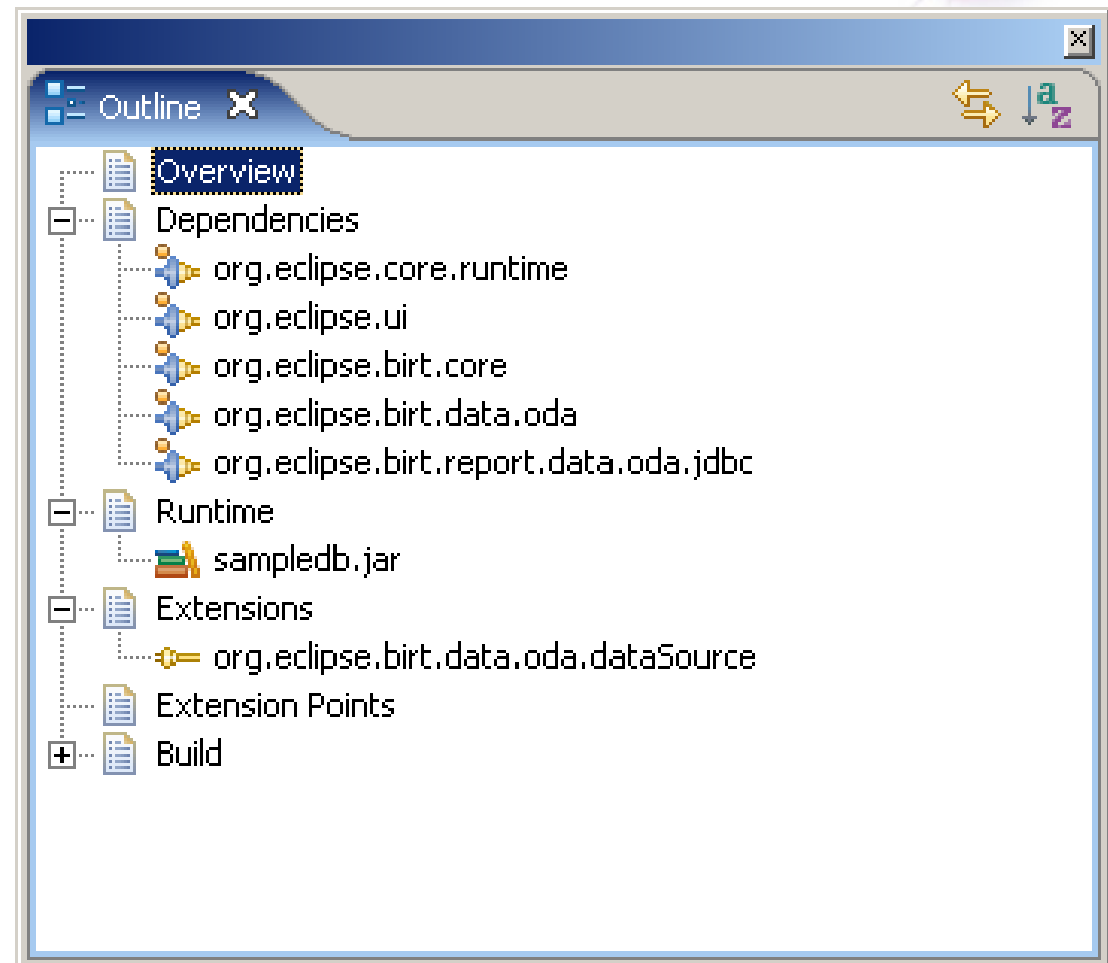 Outline
a
z
Overview
Dependencies
org.eclipse.core.runtime
org.eclipse.ui
org.eclipse.birt.core
org.eclipse.birt.data.oda
org.eclipse.birt.report.data.oda.jdbc
Runtime
sampledb.jar
Extensions
org.eclipse.birt.data.oda.dataSource
Extension Points
Build